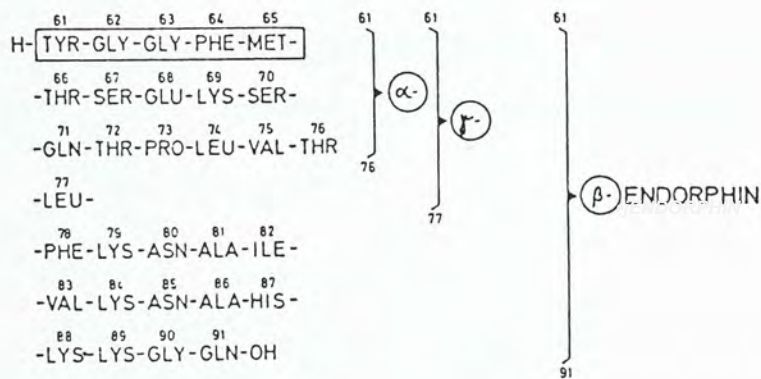 61 62 63 64 65 61 61 61
H-TYR-GLY-GLY-PHE-MET-
66 67 68 69 70
-THR-SER-GLU-LYS-SER- α-
71 72 73 74 75 76 γ-
-GLN-THR-PRO-LEU-VAL-THR 76
77
-LEU- 77 β- ENDORPHIN
78 79 80 81 82
-PHE-LYS-ASN-ALA-ILE-
83 84 85 86 87
-VAL-LYS-ASN-ALA-HIS-
88 89 90 91
-LYS-LYS-GLY-GLN-OH
91